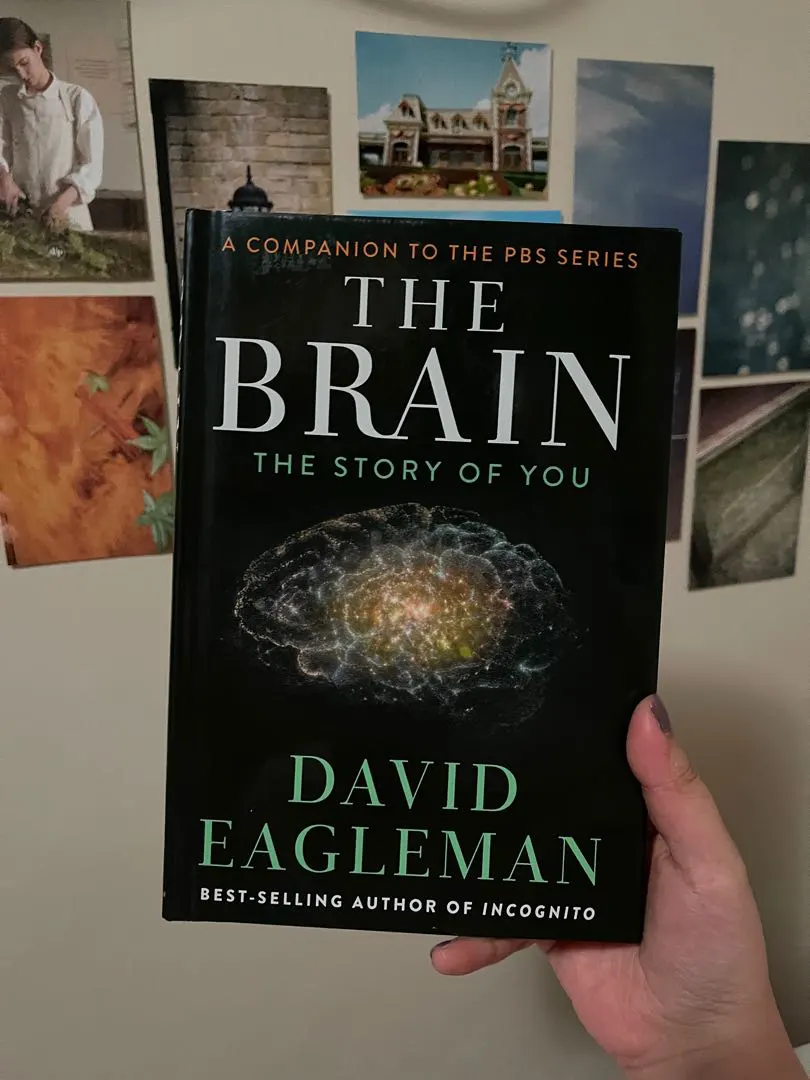 A COMPANION TO THE PBS SERIES
THE
BRAIN
THE STORY OF YOU
DAVID
EAGLEMAN
BEST-SELLING AUTHOR OF INCOGNITO